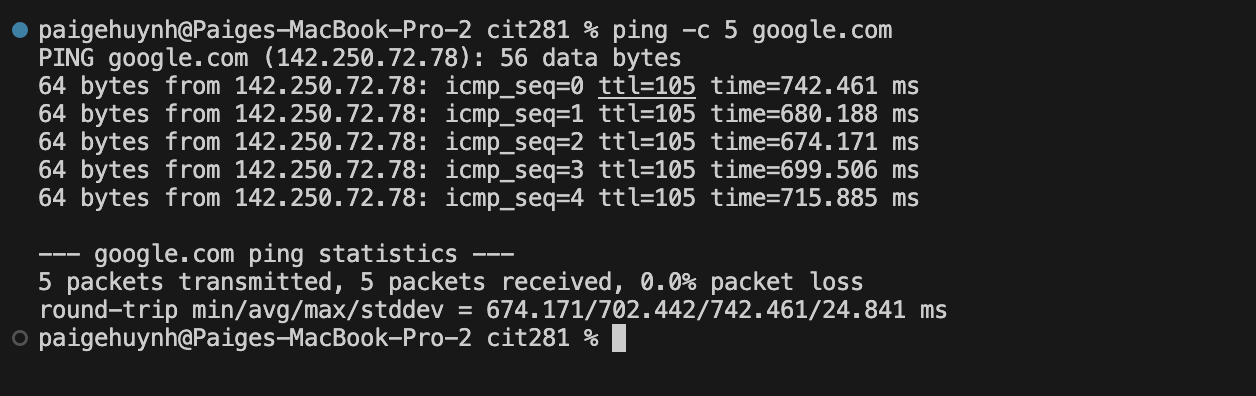 paigehuynh@Paiges-MacBook-Pro-2 cit281 % ping -c 5 google.com
PING google.com (142.250.72.78): 56 data bytes
64 bytes from 142.250.72.78: icmp_seq=0 ttl=105 time=742.461 ms
64 bytes from 142.250.72.78: icmp_seq=1 ttl=105 time=680.188 ms
64 bytes from 142.250.72.78: icmp_seq=2 ttl=105 time=674.171 ms
64 bytes from 142.250.72.78: icmp_seq=3 ttl=105 time=699.506 ms
64 bytes from 142.250.72.78: icmp_seq=4 ttl=105 time=715.885 ms

--- google.com ping statistics ---
5 packets transmitted, 5 packets received, 0.0% packet loss
round-trip min/avg/max/stddev = 674.171/702.442/742.461/24.841 ms
paigehuynh@Paiges-MacBook-Pro-2 cit281 %